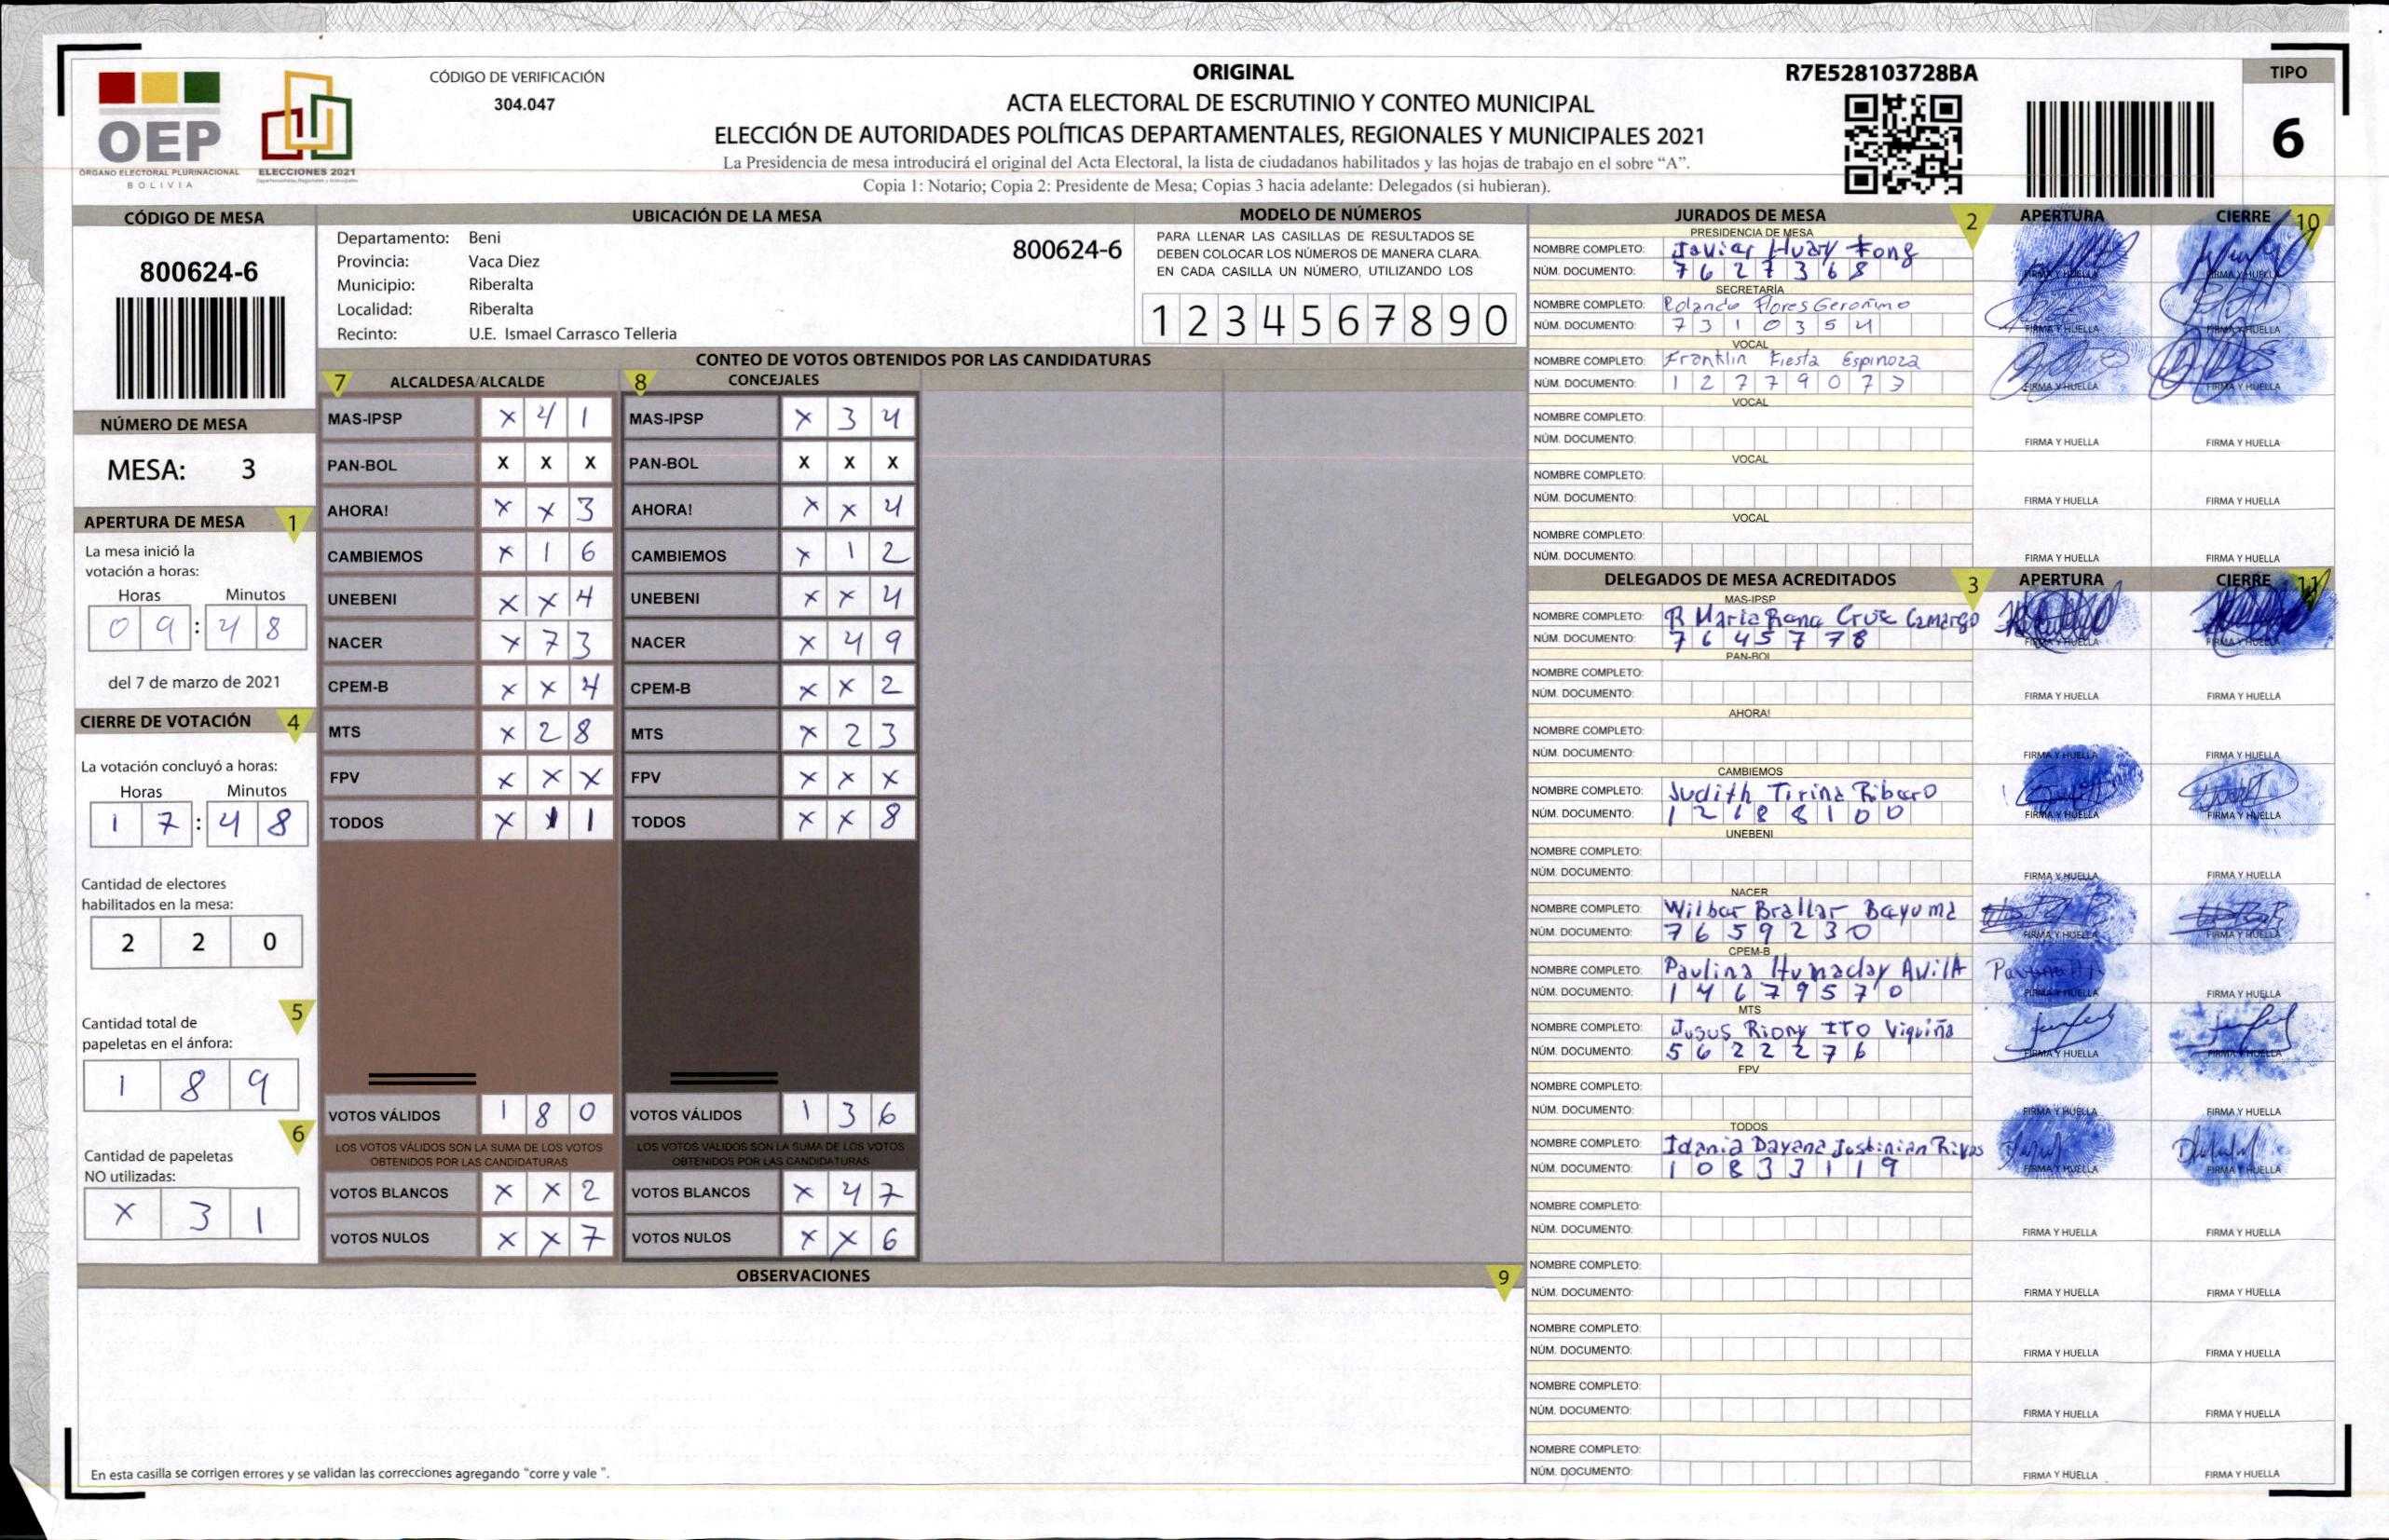 CÓDIGO DE VERIFICACIÓN
304.047
OEP
ÓRGANO ELECTORAL PLURINACIONAL
BOLIVIA
ELECCIONES 2021
ORIGINAL
ACTA ELECTORAL DE ESCRUTINIO Y CONTEO MUNICIPAL
ELECCIÓN DE AUTORIDADES POLÍTICAS DEPARTAMENTALES, REGIONALES Y MUNICIPALES 2021
La Presidencia de mesa introducirá el original del Acta Electoral, la lista de ciudadanos habilitados y las hojas de trabajo en el sobre “A”.
Copia 1: Notario; Copia 2: Presidente de Mesa; Copias 3 hacia adelante: Delegados (si hubieran).
R7E528103728BA
TIPO
6
CÓDIGO DE MESA
800624-6
NÚMERO DE MESA
MESA: 3
APERTURA DE MESA 1
La mesa inició la
votación a horas:
Horas Minutos
09:48
del 7 de marzo de 2021
CIERRE DE VOTACIÓN 4
La votación concluyó a horas:
Horas Minutos
17:48
Cantidad de electores
habilitados en la mesa:
2 2 0
5
Cantidad total de
papeletas en el ánfora:
1 8 9
6
Cantidad de papeletas
NO utilizadas:
X 3 1
UBICACIÓN DE LA MESA
Departamento: Beni
Provincia: Vaca Diez
Municipio: Riberalta
Localidad: Riberalta
Recinto: U.E. Ismael Carrasco Telleria
800624-6
MODELO DE NÚMEROS
PARA LLENAR LAS CASILLAS DE RESULTADOS SE
DEBEN COLOCAR LOS NÚMEROS DE MANERA CLARA.
EN CADA CASILLA UN NÚMERO, UTILIZANDO LOS
1 2 3 4 5 6 7 8 9 0
CONTEO DE VOTOS OBTENIDOS POR LAS CANDIDATURAS
7 ALCALDESA/ALCALDE 8 CONCEJALES
MAS-IPSP X 4 1 MAS-IPSP X 3 4
PAN-BOL X X X PAN-BOL X X X
AHORA! X X 3 AHORA! X X 4
CAMBIEMOS X 1 6 CAMBIEMOS X 1 2
UNEBENI X X 4 UNEBENI X X 4
NACER X 7 3 NACER X 4 9
CPEM-B X X 4 CPEM-B X X 2
MTS X 2 8 MTS X 2 3
FPV X X X FPV X X X
TODOS X 1 1 TODOS X X 8
VOTOS VÁLIDOS 1 8 0 VOTOS VÁLIDOS 1 3 6
LOS VOTOS VÁLIDOS SON LA SUMA DE LOS VOTOS LOS VOTOS VÁLIDOS SON LA SUMA DE LOS VOTOS
OBTENIDOS POR LAS CANDIDATURAS OBTENIDOS POR LAS CANDIDATURAS
VOTOS BLANCOS X X 2 VOTOS BLANCOS X 4 7
VOTOS NULOS X X 7 VOTOS NULOS X X 6
OBSERVACIONES 9
En esta casilla se corrigen errores y se validan las correcciones agregando "corre y vale ".
JURADOS DE MESA 2 APERTURA CIERRE 10
PRESIDENCIA DE MESA
NOMBRE COMPLETO: Javier Huary Fong
NÚM. DOCUMENTO: 7627368 FIRMA Y HUELLA FIRMA Y HUELLA
SECRETARÍA
NOMBRE COMPLETO: Rolando Flores Geronimo
NÚM. DOCUMENTO: 7310354 FIRMA Y HUELLA FIRMA Y HUELLA
VOCAL
NOMBRE COMPLETO: Franklin Fiesta Espinoza
NÚM. DOCUMENTO: 12779073 FIRMA Y HUELLA FIRMA Y HUELLA
VOCAL
NOMBRE COMPLETO:
NÚM. DOCUMENTO: FIRMA Y HUELLA FIRMA Y HUELLA
VOCAL
NOMBRE COMPLETO:
NÚM. DOCUMENTO: FIRMA Y HUELLA FIRMA Y HUELLA
VOCAL
NOMBRE COMPLETO:
NÚM. DOCUMENTO: FIRMA Y HUELLA FIRMA Y HUELLA
DELEGADOS DE MESA ACREDITADOS 3 APERTURA CIERRE 11
MAS-IPSP
NOMBRE COMPLETO: R Maria Rena Cruz Camargo
NÚM. DOCUMENTO: 7645778 FIRMA Y HUELLA FIRMA Y HUELLA
PAN-BOL
NOMBRE COMPLETO:
NÚM. DOCUMENTO: FIRMA Y HUELLA FIRMA Y HUELLA
AHORA!
NOMBRE COMPLETO:
NÚM. DOCUMENTO: FIRMA Y HUELLA FIRMA Y HUELLA
CAMBIEMOS
NOMBRE COMPLETO: Judith Tirina Ribero
NÚM. DOCUMENTO: 12688100 FIRMA Y HUELLA FIRMA Y HUELLA
UNEBENI
NOMBRE COMPLETO:
NÚM. DOCUMENTO: FIRMA Y HUELLA FIRMA Y HUELLA
NACER
NOMBRE COMPLETO: Wilber Brallar Bayuma
NÚM. DOCUMENTO: 7659230 FIRMA Y HUELLA FIRMA Y HUELLA
CPEM-B
NOMBRE COMPLETO: Paulina Humaday Avila
NÚM. DOCUMENTO: 14679570 FIRMA Y HUELLA FIRMA Y HUELLA
MTS
NOMBRE COMPLETO: Jesus Riony ITO Viquiña
NÚM. DOCUMENTO: 5622276 FIRMA Y HUELLA FIRMA Y HUELLA
FPV
NOMBRE COMPLETO:
NÚM. DOCUMENTO: FIRMA Y HUELLA FIRMA Y HUELLA
TODOS
NOMBRE COMPLETO: Idania Dayana Justinian Rivas
NÚM. DOCUMENTO: 10833119 FIRMA Y HUELLA FIRMA Y HUELLA
NOMBRE COMPLETO:
NÚM. DOCUMENTO: FIRMA Y HUELLA FIRMA Y HUELLA
NOMBRE COMPLETO:
NÚM. DOCUMENTO: FIRMA Y HUELLA FIRMA Y HUELLA
NOMBRE COMPLETO:
NÚM. DOCUMENTO: FIRMA Y HUELLA FIRMA Y HUELLA
NOMBRE COMPLETO:
NÚM. DOCUMENTO: FIRMA Y HUELLA FIRMA Y HUELLA
NOMBRE COMPLETO:
NÚM. DOCUMENTO: FIRMA Y HUELLA FIRMA Y HUELLA